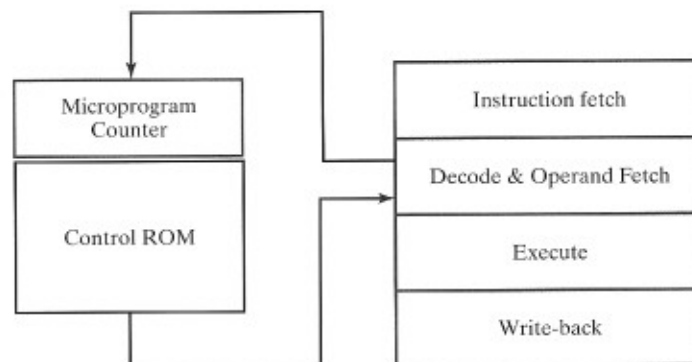 Microprogram
Counter
Control ROM
Instruction fetch
Decode & Operand Fetch
Execute
Write-back